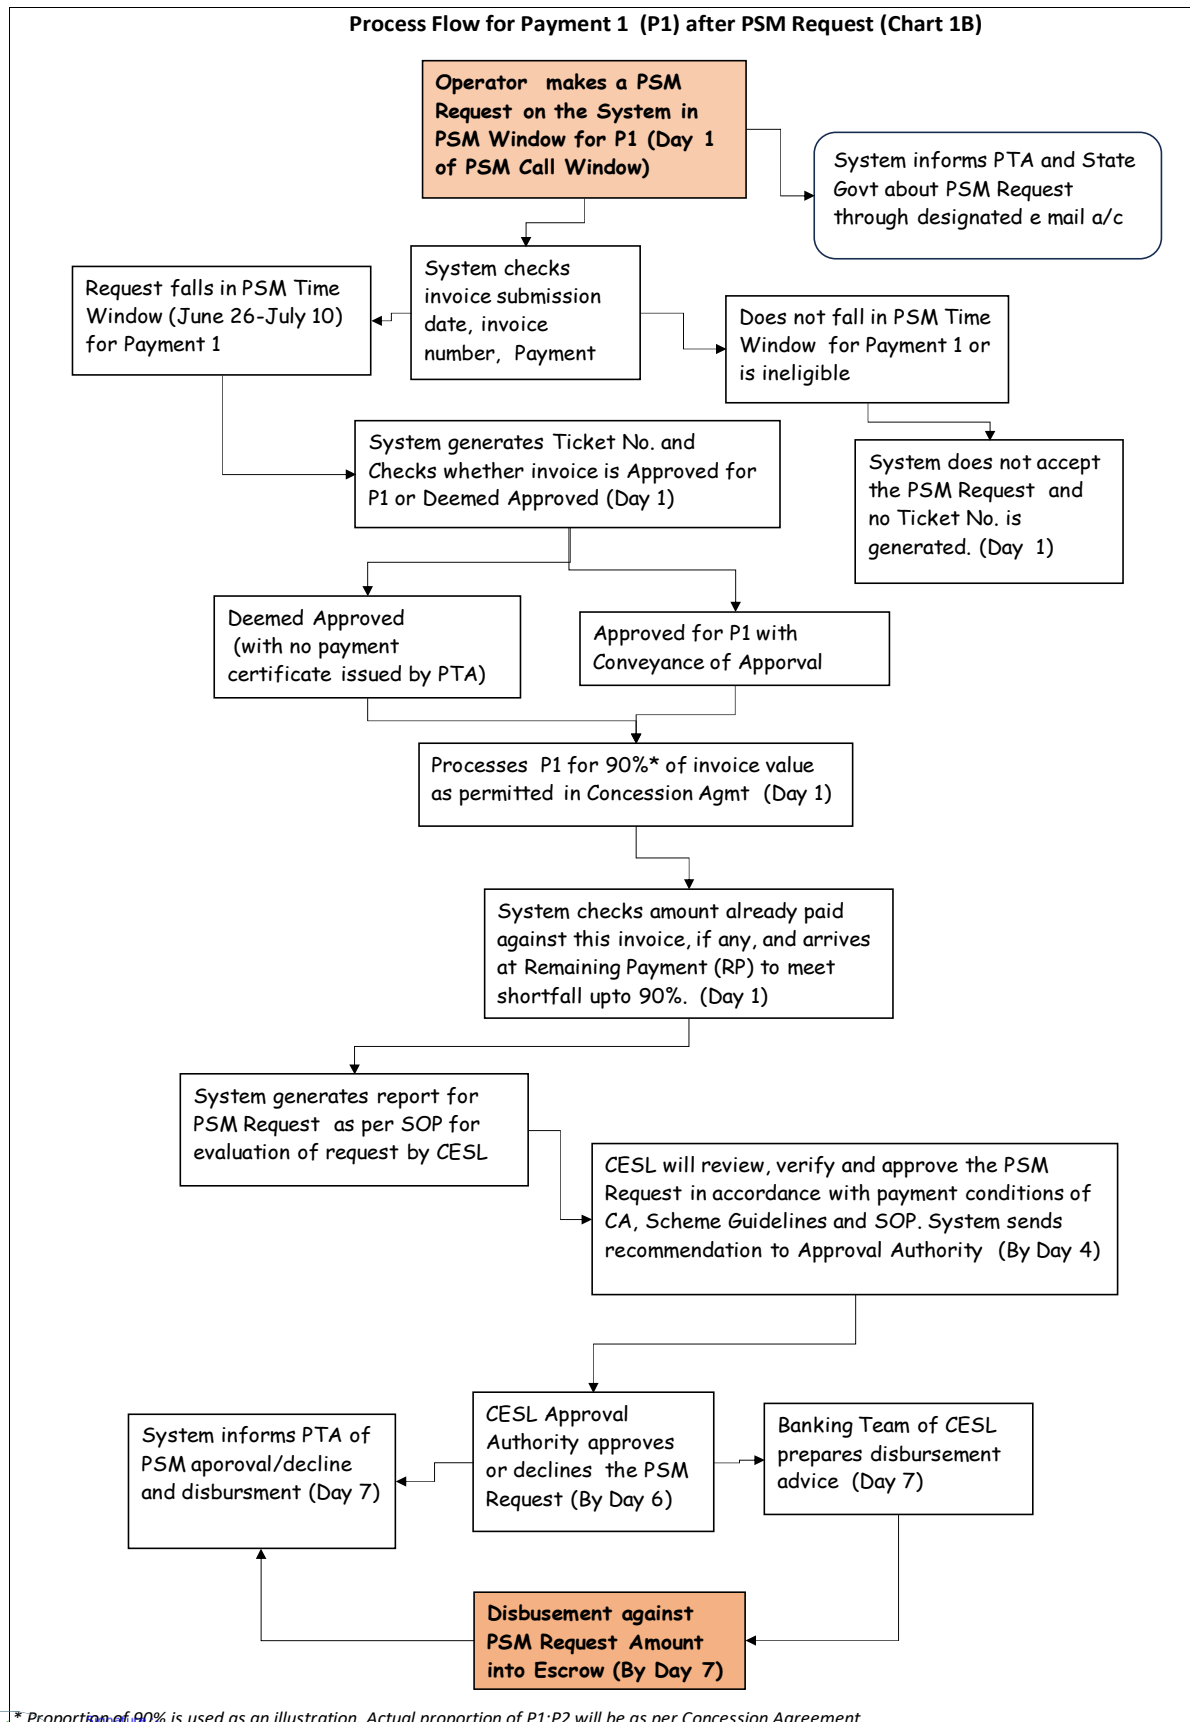 Process Flow for Payment 1 (P1) after PSM Request (Chart 1B)
Operator makes a PSM
Request on the System in
PSM Window for P1 (Day 1
of PSM Call Window)
System informs PTA and State
Govt about PSM Request
through designated e mail a/c
System checks
invoice submission
date, invoice
number, Payment
Request falls in PSM Time
Window (June 26-July 10)
for Payment 1
Does not fall in PSM Time
Window for Payment 1 or
is ineligible
System generates Ticket No. and
Checks whether invoice is Approved for
P1 or Deemed Approved (Day 1)
System does not accept
the PSM Request and
no Ticket No. is
generated. (Day 1)
Deemed Approved
(with no payment
certificate issued by PTA)
Approved for P1 with
Conveyance of Apporval
Processes P1 for 90%* of invoice value
as permitted in Concession Agmt (Day 1)
System checks amount already paid
against this invoice, if any, and arrives
at Remaining Payment (RP) to meet
shortfall upto 90%. (Day 1)
System generates report for
PSM Request as per SOP for
evaluation of request by CESL
CESL will review, verify and approve the PSM
Request in accordance with payment conditions of
CA, Scheme Guidelines and SOP. System sends
recommendation to Approval Authority (By Day 4)
CESL Approval
Authority approves
or declines the PSM
Request (By Day 6)
System informs PTA of
PSM aporoval/decline
and disbursment (Day 7)
Banking Team of CESL
prepares disbursement
advice (Day 7)
Disbusement against
PSM Request Amount
into Escrow (By Day 7)
* Proportion of 90% is used as an illustration. Actual proportion of P1:P2 will be as per Concession Agreement